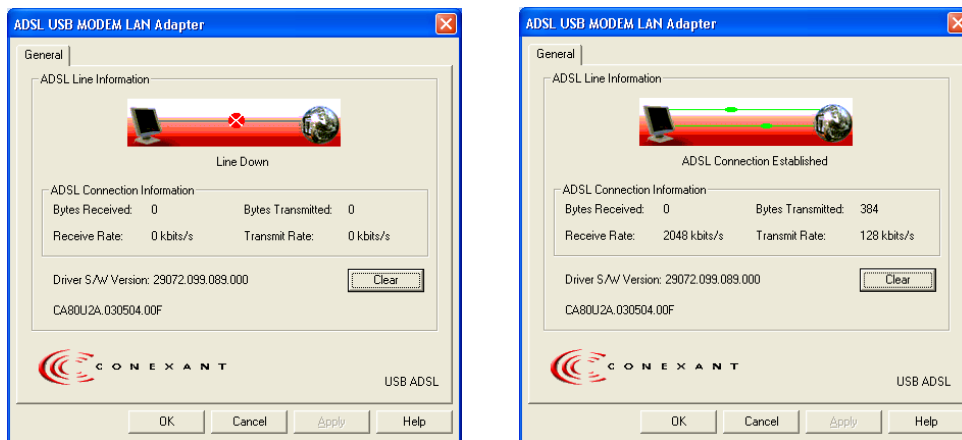 ADSL USB MODEM LAN Adapter
General
ADSL Line Information
Line Down
ADSL Connection Information
Bytes Received: 0 Bytes Transmitted: 0
Receive Rate: 0 kbits/s Transmit Rate: 0 kbits/s
Driver S/W Version: 29072.099.089.000
Clear
CA80U2A.030504.00F
CONEXANT
USB ADSL
OK Cancel Apply Help
ADSL USB MODEM LAN Adapter
General
ADSL Line Information
ADSL Connection Established
ADSL Connection Information
Bytes Received: 0 Bytes Transmitted: 384
Receive Rate: 2048 kbits/s Transmit Rate: 128 kbits/s
Driver S/W Version: 29072.099.089.000
Clear
CA80U2A.030504.00F
CONEXANT
USB ADSL
OK Cancel Apply Help